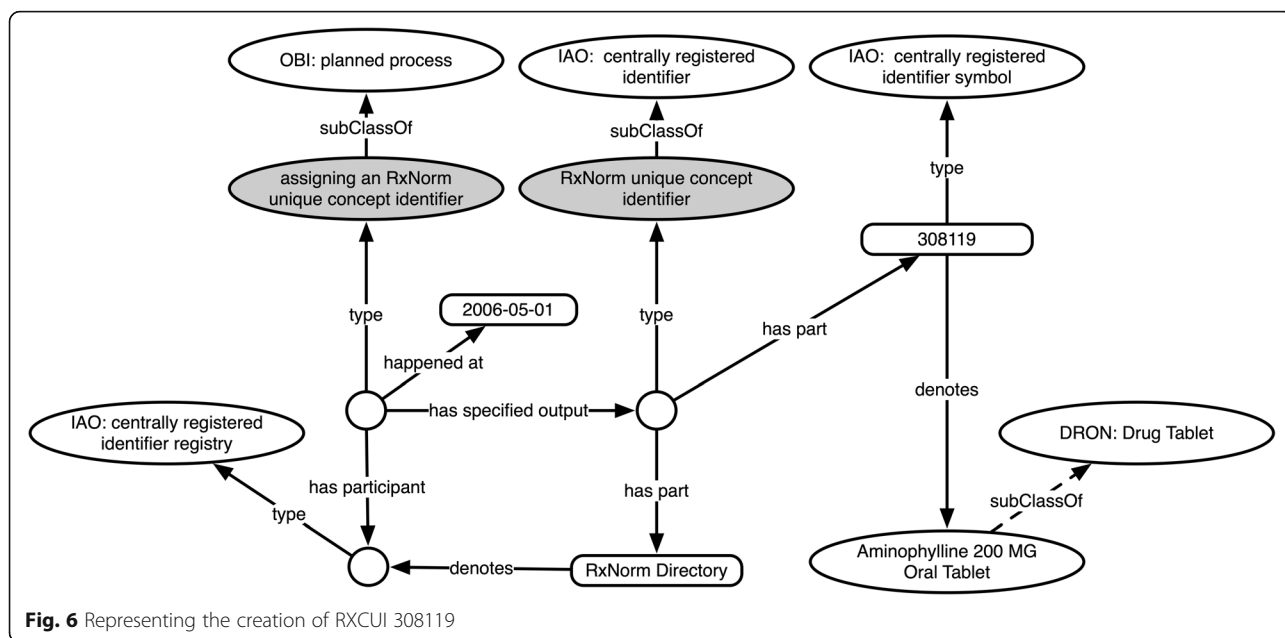 OBI: planned process
IAO:  centrally registered
identifier
IAO:  centrally registered
identifier symbol
subClassOf
subClassOf
type
assigning an RxNorm
unique concept identifier
RxNorm unique concept
identifier
308119
2006-05-01
type
type
has part
happened at
denotes
has specified output
IAO: centrally registered
identifier registry
DRON: Drug Tablet
has participant
has part
subClassOf
type
denotes
RxNorm Directory
Aminophylline 200 MG
Oral Tablet
Fig. 6 Representing the creation of RXCUI 308119